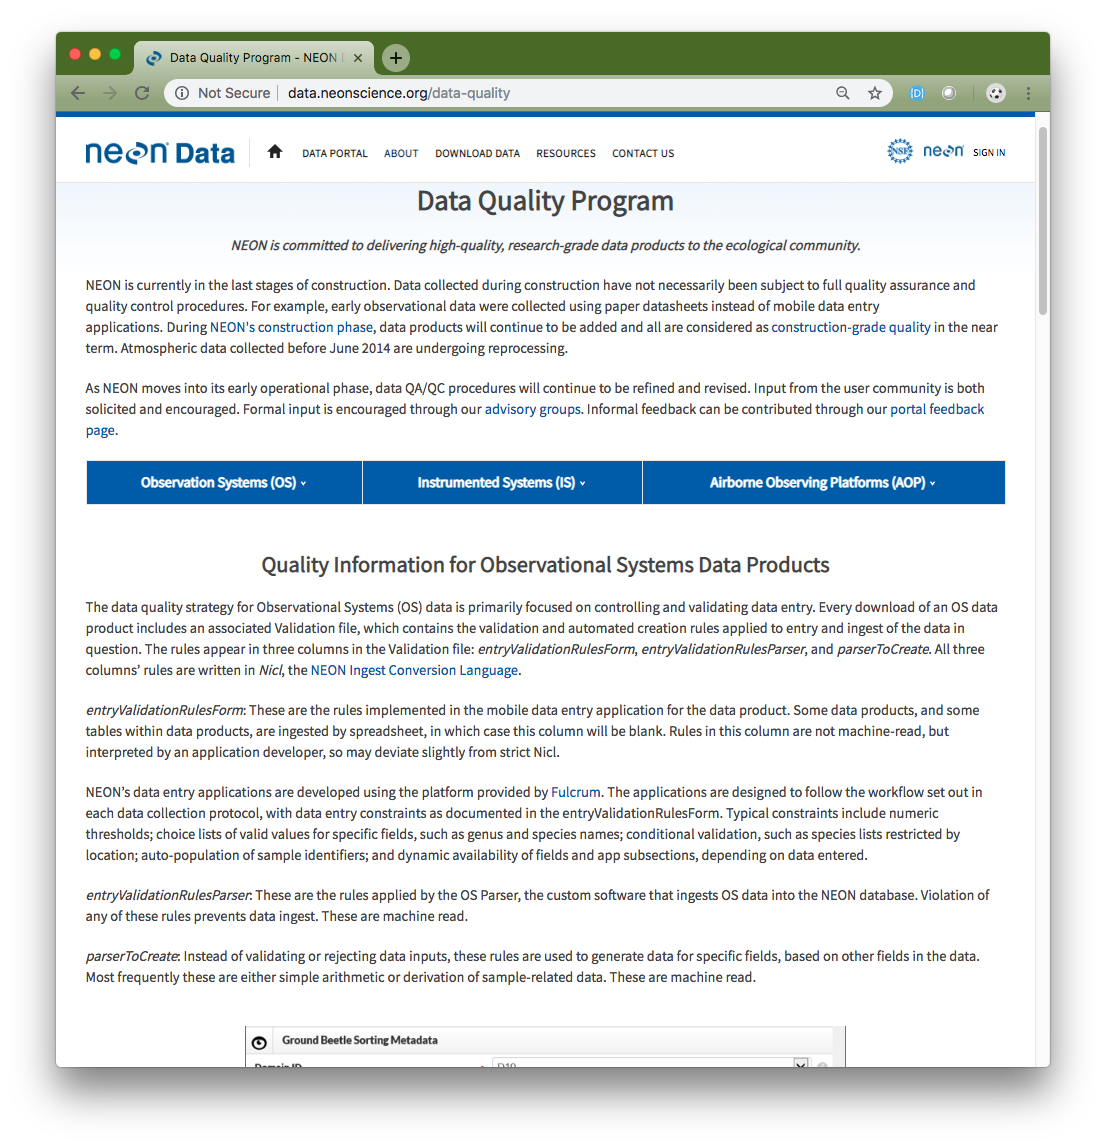 Data Quality Program - NEON
Not Secure | data.neonscience.org/data-quality
neon Data
DATA PORTAL ABOUT DOWNLOAD DATA RESOURCES CONTACT US
NSF neon SIGN IN
Data Quality Program
NEON is committed to delivering high-quality, research-grade data products to the ecological community.
NEON is currently in the last stages of construction. Data collected during construction have not necessarily been subject to full quality assurance and
quality control procedures. For example, early observational data were collected using paper datasheets instead of mobile data entry
applications. During NEON's construction phase, data products will continue to be added and all are considered as construction-grade quality in the near
term. Atmospheric data collected before June 2014 are undergoing reprocessing.
As NEON moves into its early operational phase, data QA/QC procedures will continue to be refined and revised. Input from the user community is both
solicited and encouraged. Formal input is encouraged through our advisory groups. Informal feedback can be contributed through our portal feedback
page.
Observation Systems (OS)
Instrumented Systems (IS)
Airborne Observing Platforms (AOP)
Quality Information for Observational Systems Data Products
The data quality strategy for Observational Systems (OS) data is primarily focused on controlling and validating data entry. Every download of an OS data
product includes an associated Validation file, which contains the validation and automated creation rules applied to entry and ingest of the data in
question. The rules appear in three columns in the Validation file: entryValidationRulesForm, entryValidationRulesParser, and parserToCreate. All three
columns’ rules are written in Nicl, the NEON Ingest Conversion Language.
entryValidationRulesForm: These are the rules implemented in the mobile data entry application for the data product. Some data products, and some
tables within data products, are ingested by spreadsheet, in which case this column will be blank. Rules in this column are not machine-read, but
interpreted by an application developer, so may deviate slightly from strict Nicl.
NEON’s data entry applications are developed using the platform provided by Fulcrum. The applications are designed to follow the workflow set out in
each data collection protocol, with data entry constraints as documented in the entryValidationRulesForm. Typical constraints include numeric
thresholds; choice lists of valid values for specific fields, such as genus and species names; conditional validation, such as species lists restricted by
location; auto-population of sample identifiers; and dynamic availability of fields and app subsections, depending on data entered.
entryValidationRulesParser: These are the rules applied by the OS Parser, the custom software that ingests OS data into the NEON database. Violation of
any of these rules prevents data ingest. These are machine read.
parserToCreate: Instead of validating or rejecting data inputs, these rules are used to generate data for specific fields, based on other fields in the data.
Most frequently these are either simple arithmetic or derivation of sample-related data. These are machine read.
Ground Beetle Sorting Metadata
Domain ID